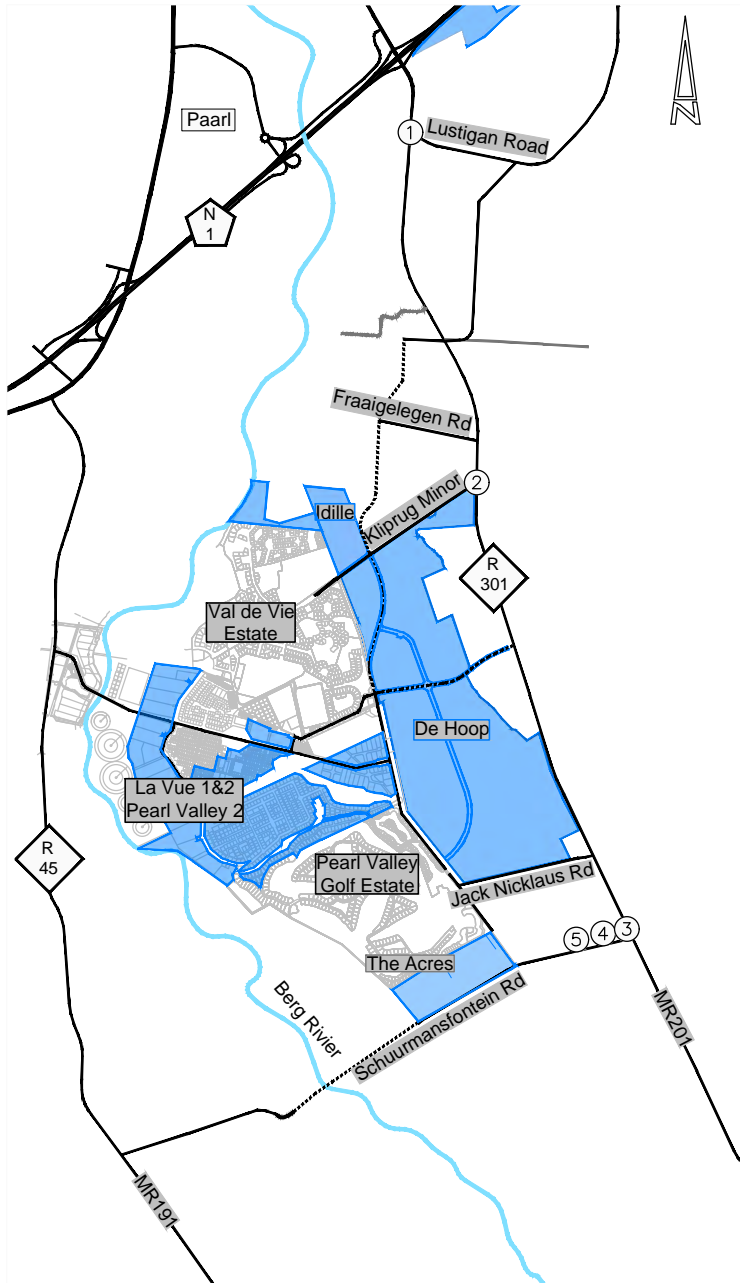 Paarl
1
Lustigan Road
N
1
N
Fraaigelegen Rd
2
Kliprug Minor
Idille
R
301
Val de Vie
Estate
De Hoop
La Vue 1&2
Pearl Valley 2
R
45
Pearl Valley
Golf Estate
Jack Nicklaus Rd
5
4
3
The Acres
Schuurmansfontein Rd
Berg Rivier
MR201
MR191